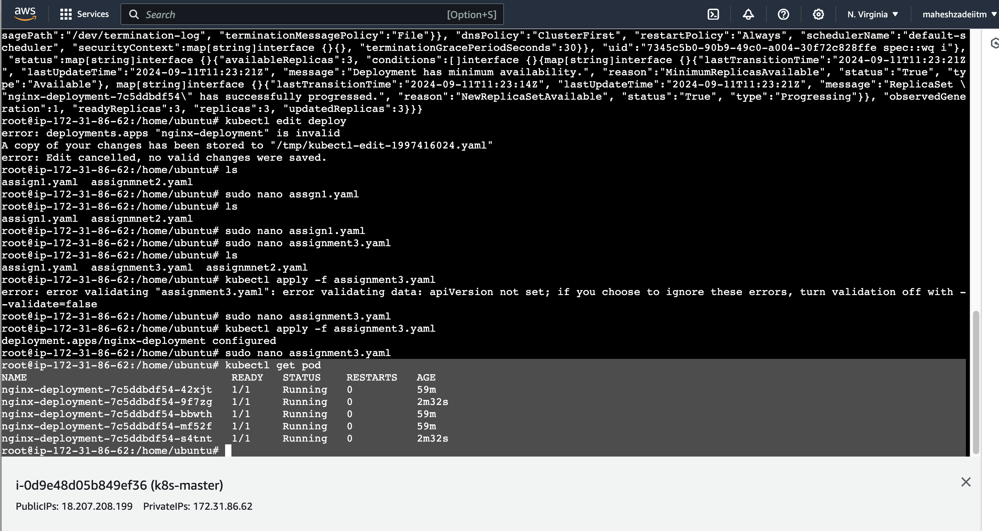 aws Services Search [Option+S] N. Virginia ▼ maheshzadeiitm ▼
sagePath":"/dev/termination-log", "terminationMessagePolicy":"File"}}, "dnsPolicy":"ClusterFirst", "restartPolicy":"Always", "schedulerName":"default-s
cheduler", "securityContext":map[string]interface {}{}, "terminationGracePeriodSeconds":30}}, "uid":"7345c5b0-90b9-49c0-a004-30f72c828ffe spec::wq i"},
 "status":map[string]interface {}{"availableReplicas":3, "conditions":[]interface {}{map[string]interface {}{"lastTransitionTime":"2024-09-11T11:23:21Z
", "lastUpdateTime":"2024-09-11T11:23:21Z", "message":"Deployment has minimum availability.", "reason":"MinimumReplicasAvailable", "status":"True", "ty
pe":"Available"}, map[string]interface {}{"lastTransitionTime":"2024-09-11T11:23:14Z", "lastUpdateTime":"2024-09-11T11:23:21Z", "message":"ReplicaSet \
"nginx-deployment-7c5ddbdf54\" has successfully progressed.", "reason":"NewReplicaSetAvailable", "status":"True", "type":"Progressing"}}, "observedGene
ration":1, "readyReplicas":3, "replicas":3, "updatedReplicas":3}}}
root@ip-172-31-86-62:/home/ubuntu# kubectl edit deploy
error: deployments.apps "nginx-deployment" is invalid
A copy of your changes has been stored to "/tmp/kubectl-edit-1997416024.yaml"
error: Edit cancelled, no valid changes were saved.
root@ip-172-31-86-62:/home/ubuntu# ls
assign1.yaml  assignmnet2.yaml
root@ip-172-31-86-62:/home/ubuntu# sudo nano assgn1.yaml
root@ip-172-31-86-62:/home/ubuntu# ls
assign1.yaml  assignmnet2.yaml
root@ip-172-31-86-62:/home/ubuntu# sudo nano assign1.yaml
root@ip-172-31-86-62:/home/ubuntu# sudo nano assignment3.yaml
root@ip-172-31-86-62:/home/ubuntu# ls
assign1.yaml  assignment3.yaml  assignmnet2.yaml
root@ip-172-31-86-62:/home/ubuntu# kubectl apply -f assignment3.yaml
error: error validating "assignment3.yaml": error validating data: apiVersion not set; if you choose to ignore these errors, turn validation off with -
-validate=false
root@ip-172-31-86-62:/home/ubuntu# sudo nano assignment3.yaml
root@ip-172-31-86-62:/home/ubuntu# kubectl apply -f assignment3.yaml
deployment.apps/nginx-deployment configured
root@ip-172-31-86-62:/home/ubuntu# sudo nano assignment3.yaml
root@ip-172-31-86-62:/home/ubuntu# kubectl get pod
NAME                                READY   STATUS    RESTARTS   AGE
nginx-deployment-7c5ddbdf54-42xjt   1/1     Running   0          59m
nginx-deployment-7c5ddbdf54-9f7zg   1/1     Running   0          2m32s
nginx-deployment-7c5ddbdf54-bbwth   1/1     Running   0          59m
nginx-deployment-7c5ddbdf54-mf52f   1/1     Running   0          59m
nginx-deployment-7c5ddbdf54-s4tnt   1/1     Running   0          2m32s
root@ip-172-31-86-62:/home/ubuntu#
i-0d9e48d05b849ef36 (k8s-master)
PublicIPs: 18.207.208.199 PrivateIPs: 172.31.86.62